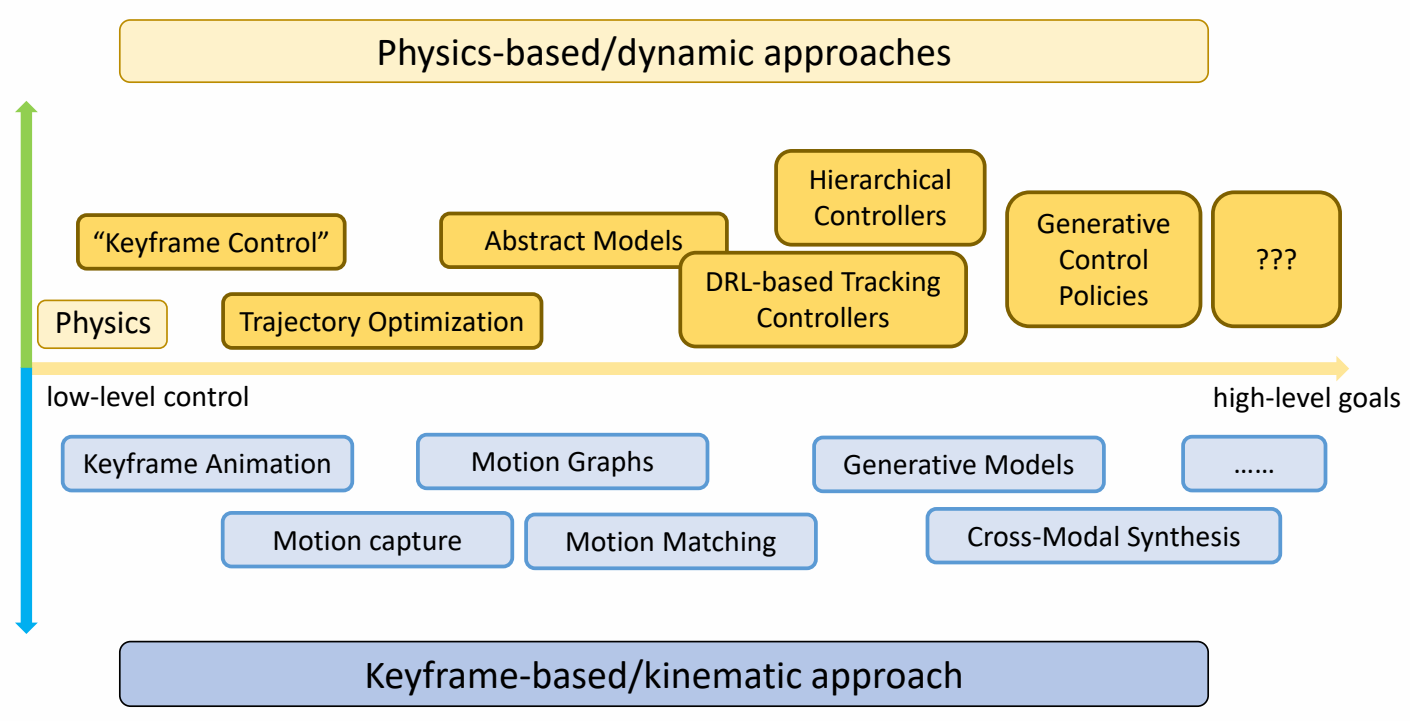 Physics-based/dynamic approaches
Hierarchical
Controllers
“Keyframe Control”
Abstract Models
Generative
Control
Policies
???
DRL-based Tracking
Controllers
Physics
Trajectory Optimization
low-level control
high-level goals
Keyframe Animation
Motion Graphs
Generative Models
……
Motion capture
Motion Matching
Cross-Modal Synthesis
Keyframe-based/kinematic approach